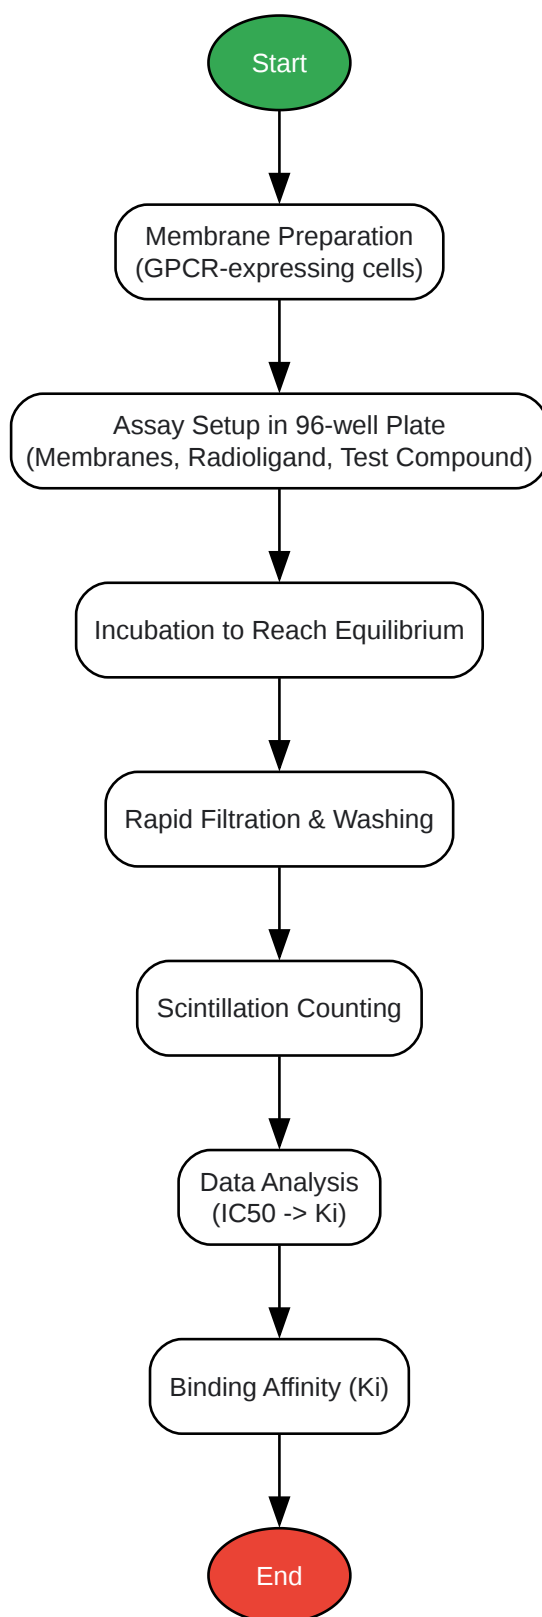 Start
Membrane Preparation
(GPCR-expressing cells)
Assay Setup in 96-well Plate
(Membranes, Radioligand, Test Compound)
Incubation to Reach Equilibrium
Rapid Filtration & Washing
Scintillation Counting
Data Analysis
(IC50 -> Ki)
Binding Affinity (Ki)
End